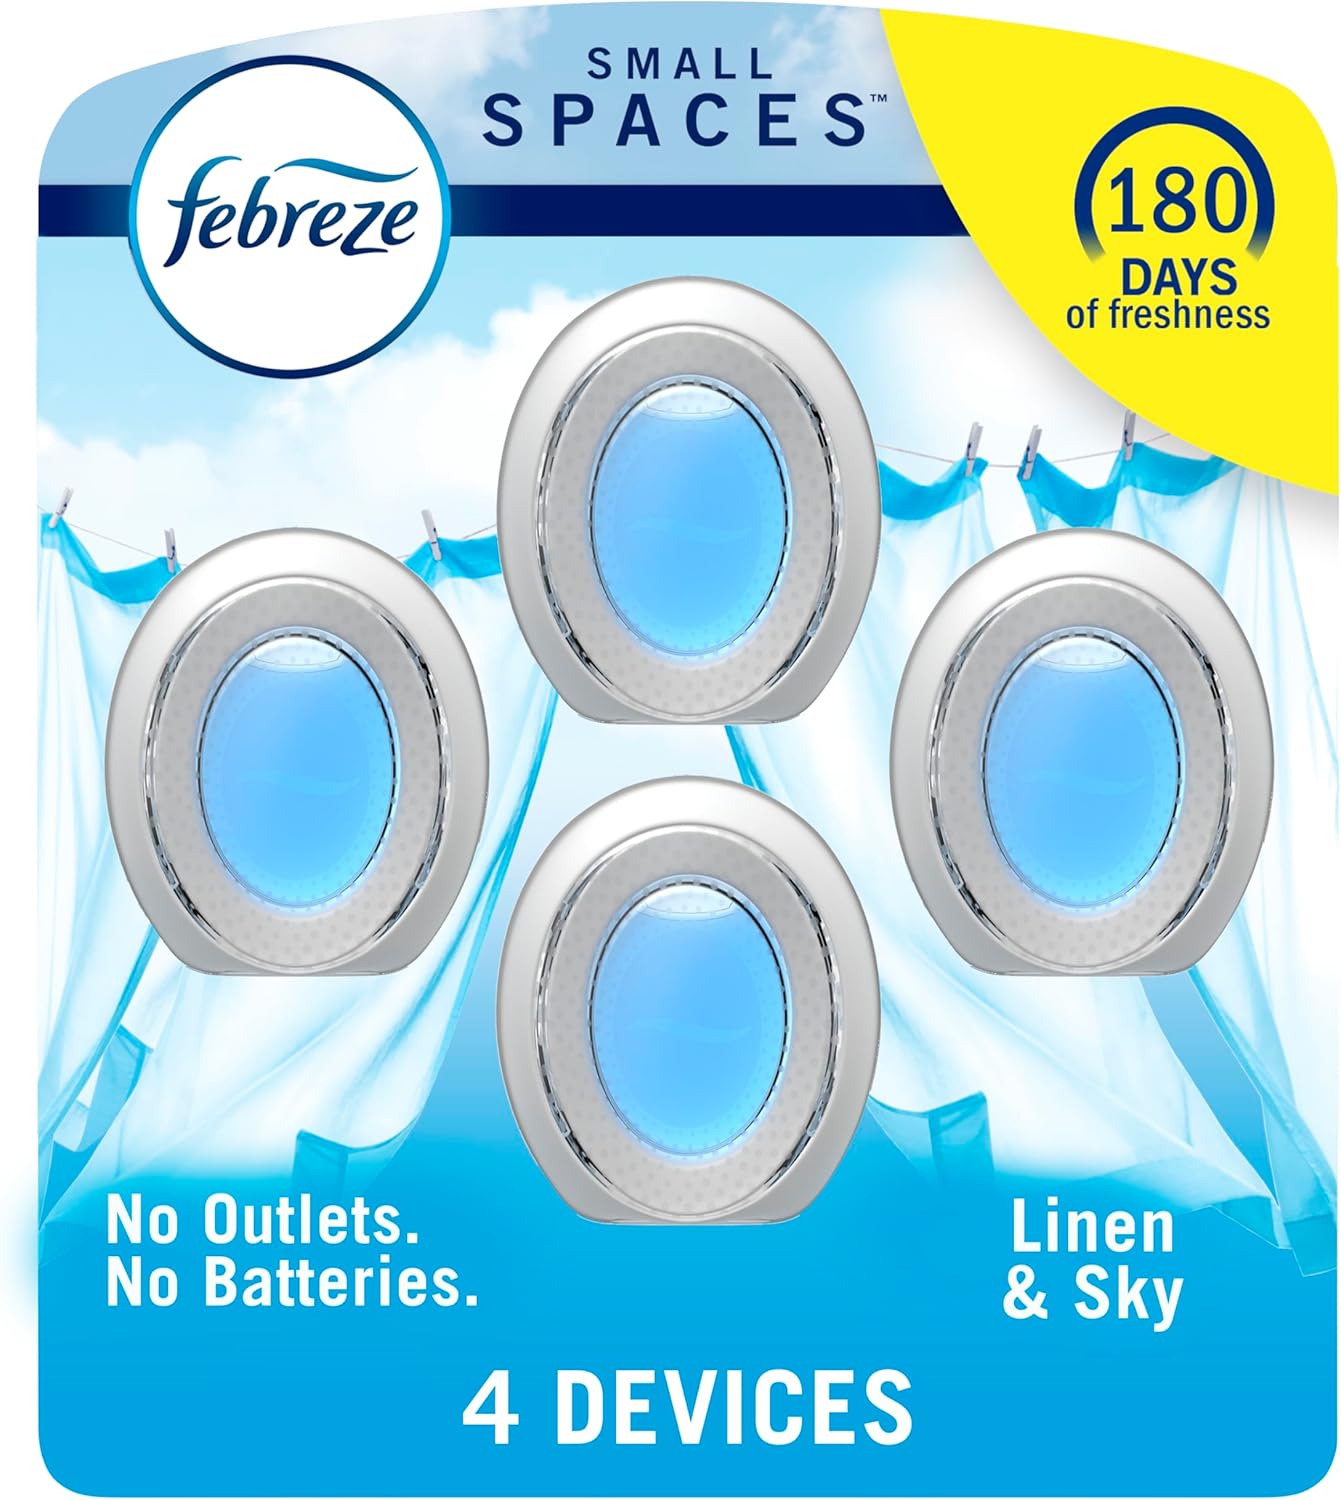 SMALL
SPACES™
febreze
180
DAYS
of freshness
No Outlets.
No Batteries.
Linen
& Sky
4 DEVICES